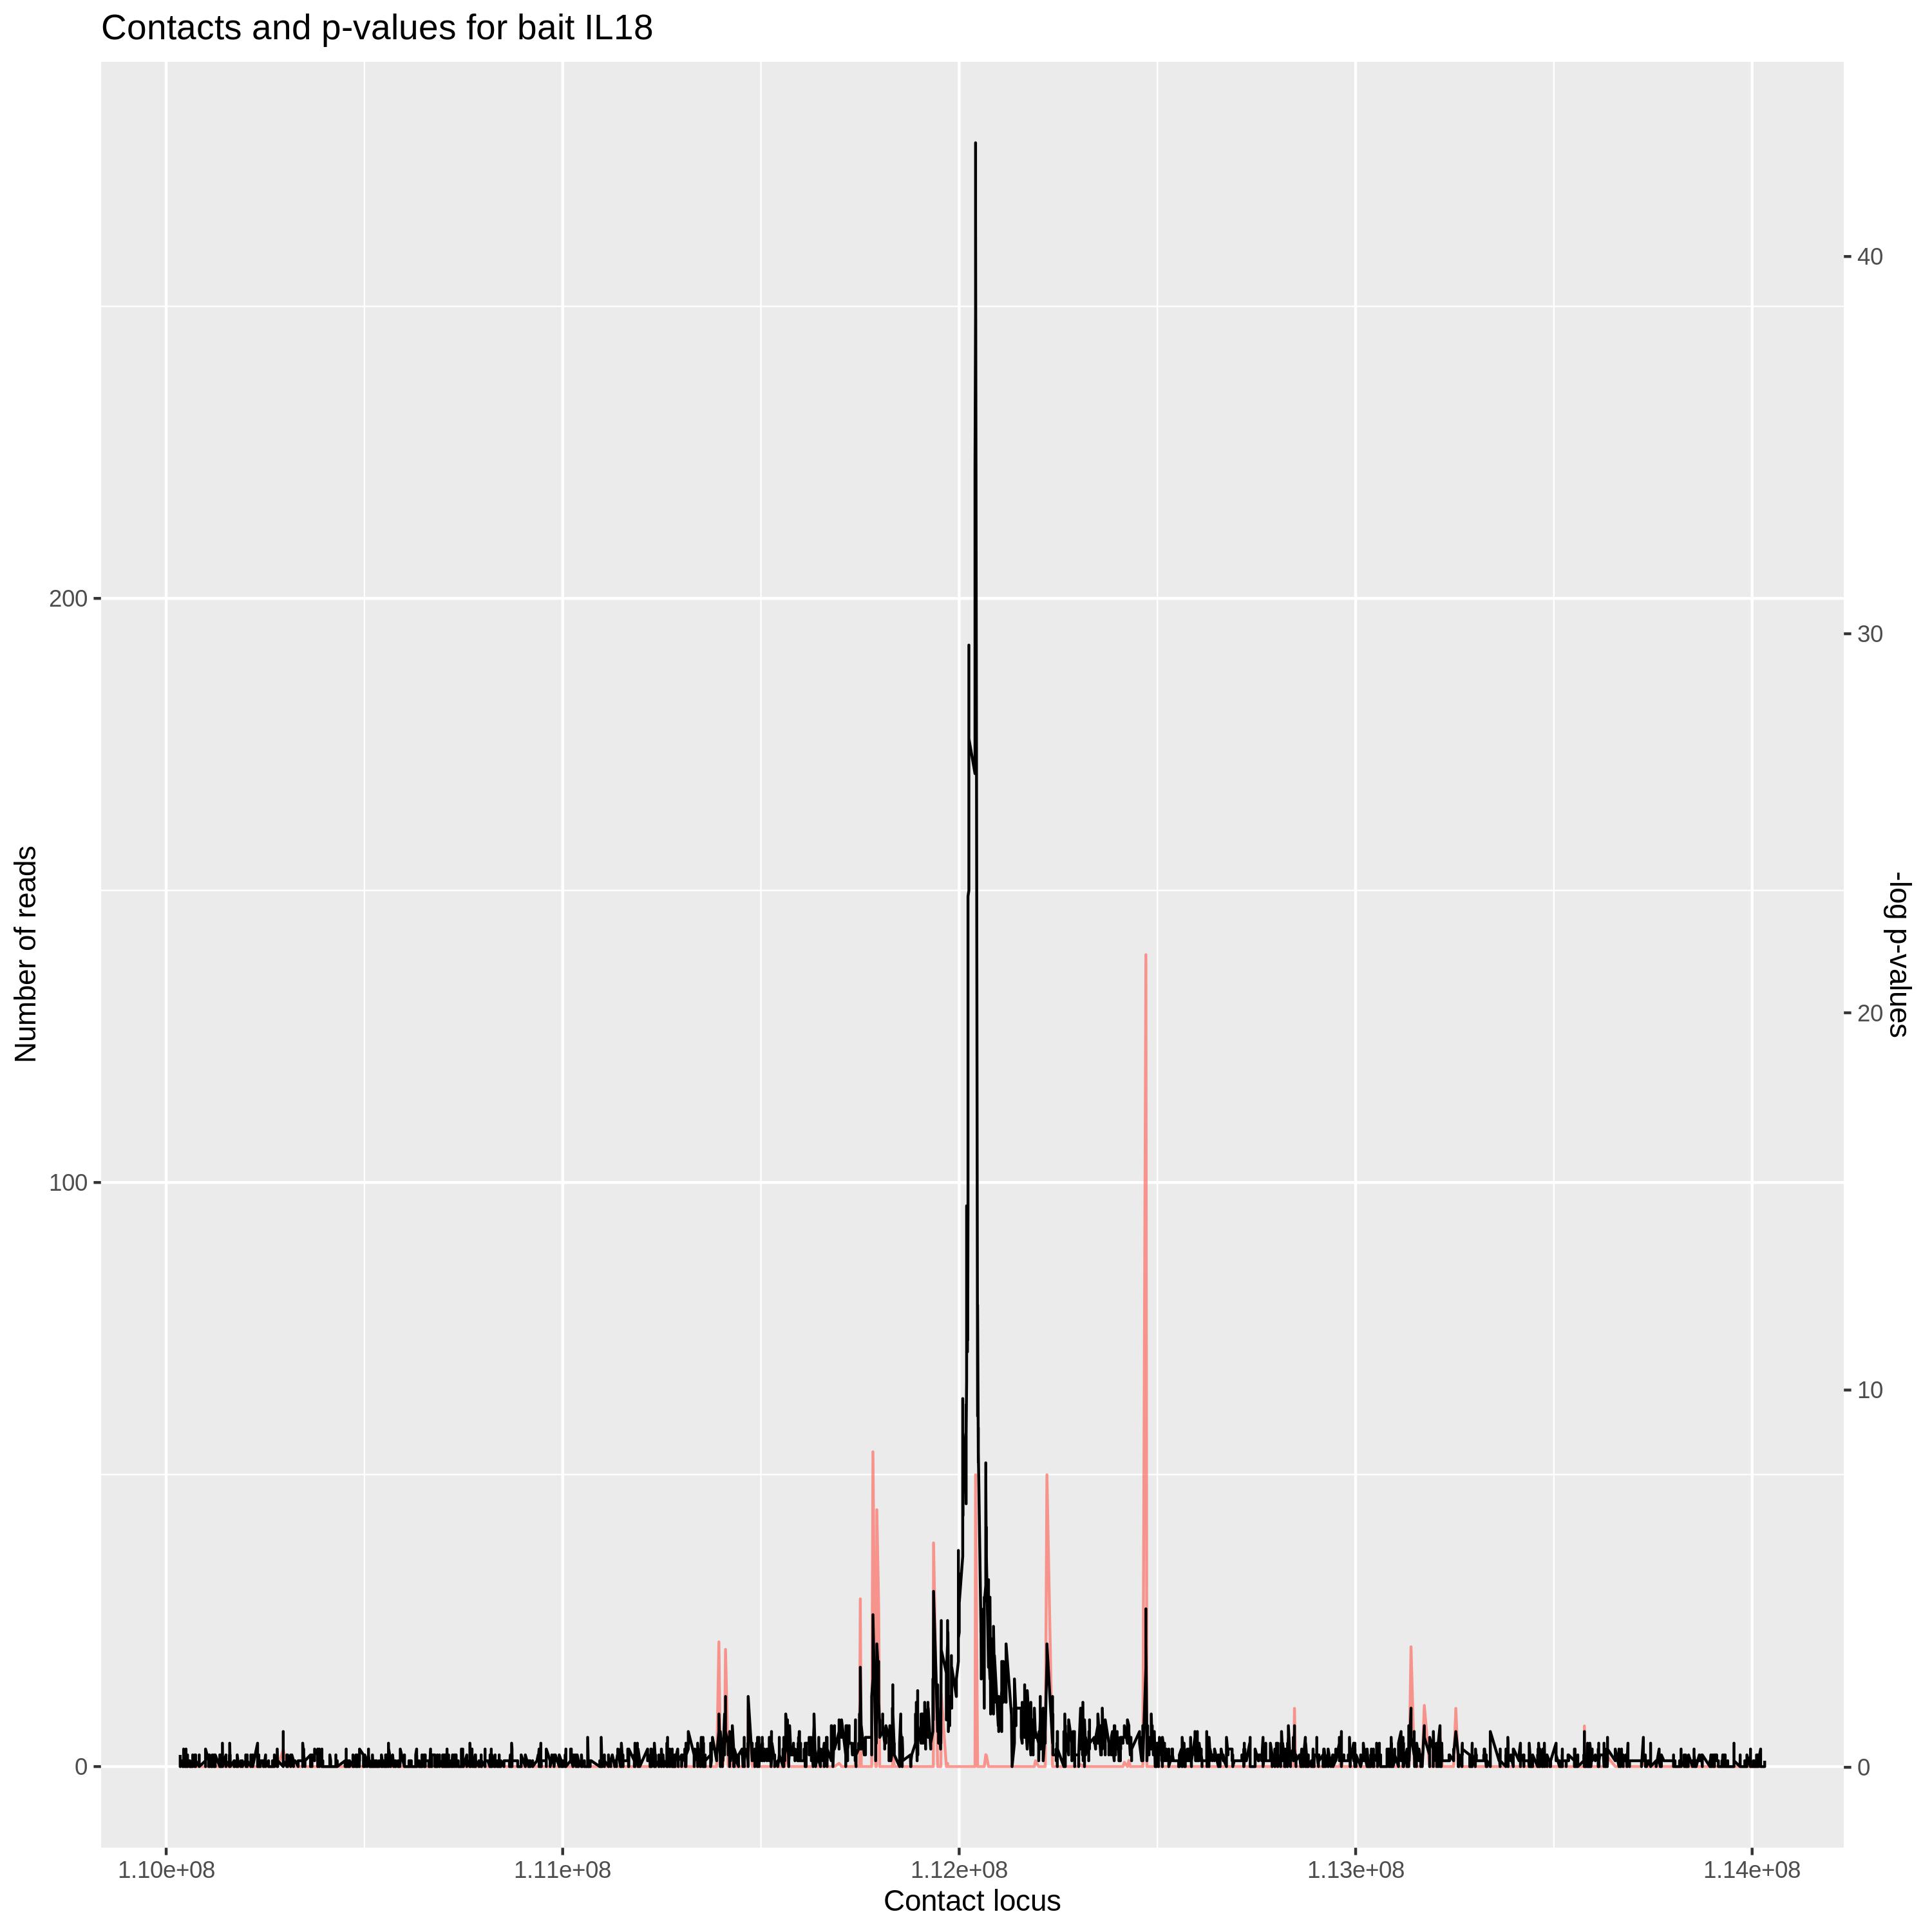 Contacts and p-values for bait IL18
Number of reads
200
100
0
40
30
20
10
0
-log p-values
1.10e+08
1.11e+08
1.12e+08
1.13e+08
1.14e+08
Contact locus